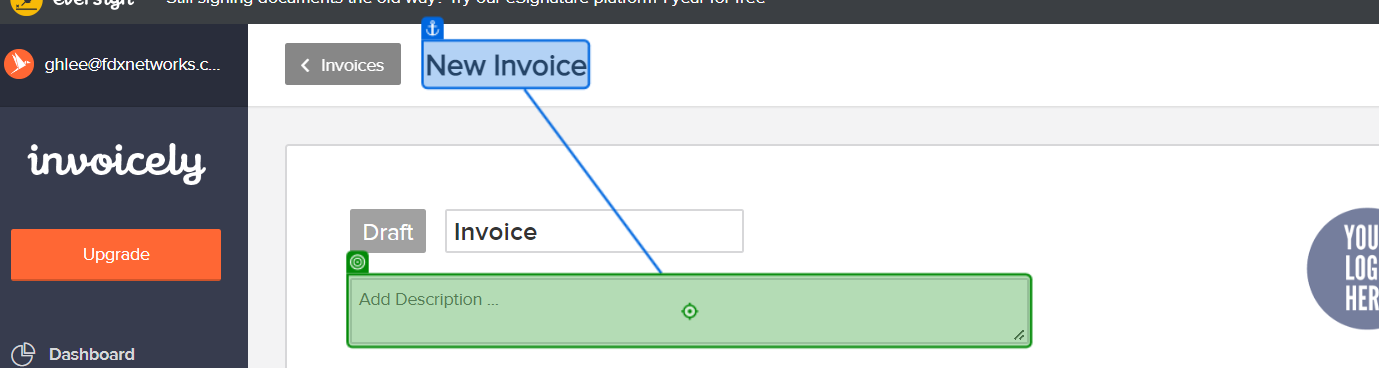 eversign
Still signing documents the old way? Try our eSignature platform 1 year for free
ghlee@fdxnetworks.c...
Invoices
New Invoice
invoicely
Upgrade
Draft
Invoice
Add Description ...
Dashboard
YOU
LOG
HER